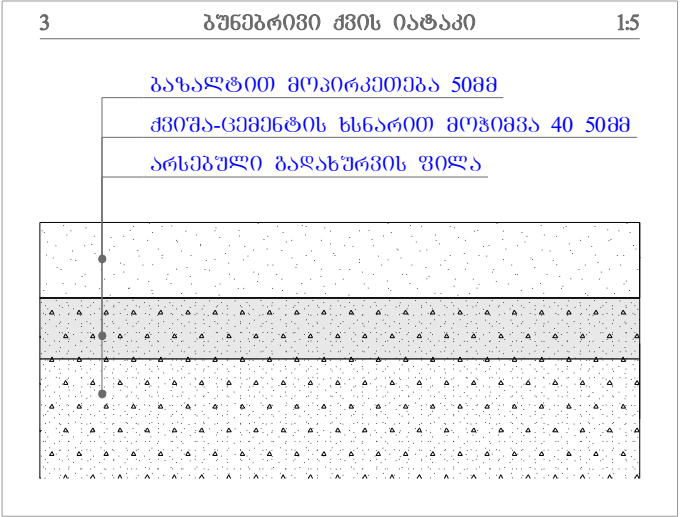 3 ბუნებრივი ქვის იატაკი 1:5
ბაზალტით მოპირკეთება 50მმ
ქვიშა-ცემენტის ხსნარით მოჭიმვა 40 50მმ
არსებული გადახურვის ფილა